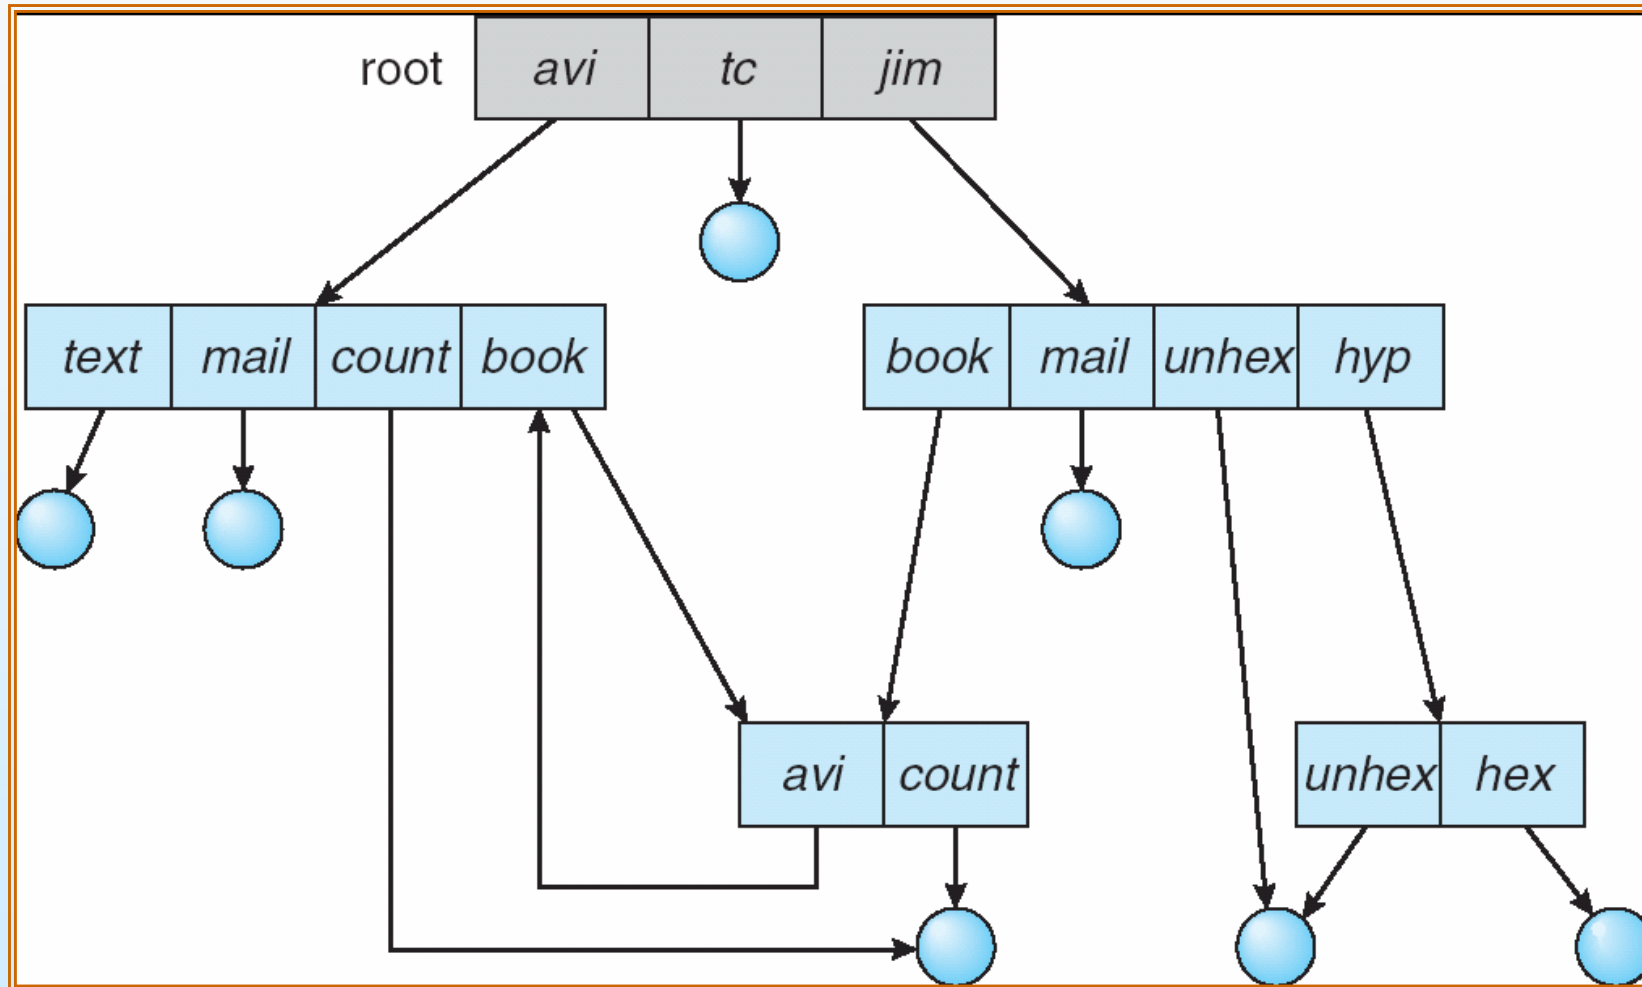 root avi tc jim
text mail count book
book mail unhex hyp
avi count
unhex hex